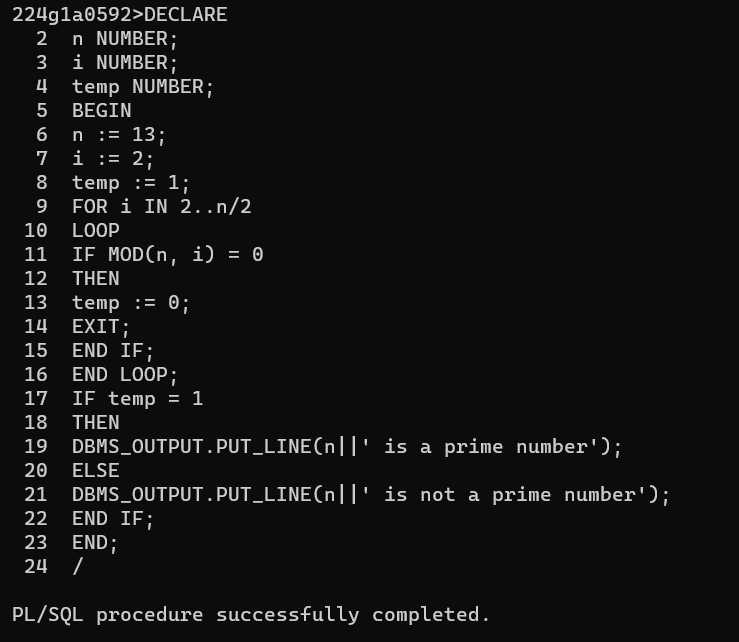 224g1a0592>DECLARE
  2  n NUMBER;
  3  i NUMBER;
  4  temp NUMBER;
  5  BEGIN
  6  n := 13;
  7  i := 2;
  8  temp := 1;
  9  FOR i IN 2..n/2
 10  LOOP
 11  IF MOD(n, i) = 0
 12  THEN
 13  temp := 0;
 14  EXIT;
 15  END IF;
 16  END LOOP;
 17  IF temp = 1
 18  THEN
 19  DBMS_OUTPUT.PUT_LINE(n||' is a prime number');
 20  ELSE
 21  DBMS_OUTPUT.PUT_LINE(n||' is not a prime number');
 22  END IF;
 23  END;
 24  /
PL/SQL procedure successfully completed.